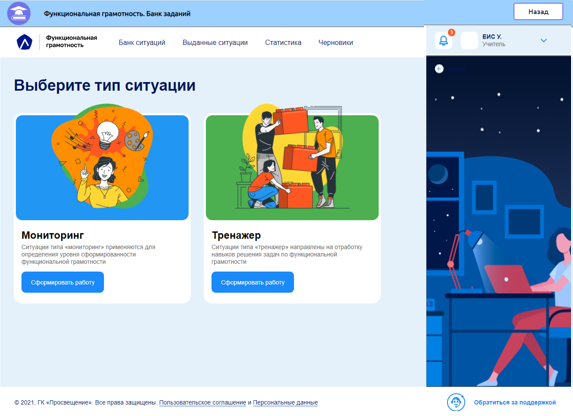 Функциональная грамотность. Банк заданий
Назад
Функциональная
грамотность
Банк ситуаций
Выданные ситуации
Статистика
Черновики
3
ЕИС У.
Учитель
Выберите тип ситуации
Мониторинг
Ситуации типа «мониторинг» применяются для
определения уровня сформированности
функциональной грамотности
Сформировать работу
Тренажер
Ситуации типа «тренажер» направлены на отработку
навыков решения задач по функциональной
грамотности
Сформировать работу
© 2021, ГК «Просвещение». Все права защищены. Пользовательское соглашение и Персональные данные
Обратиться за поддержкой